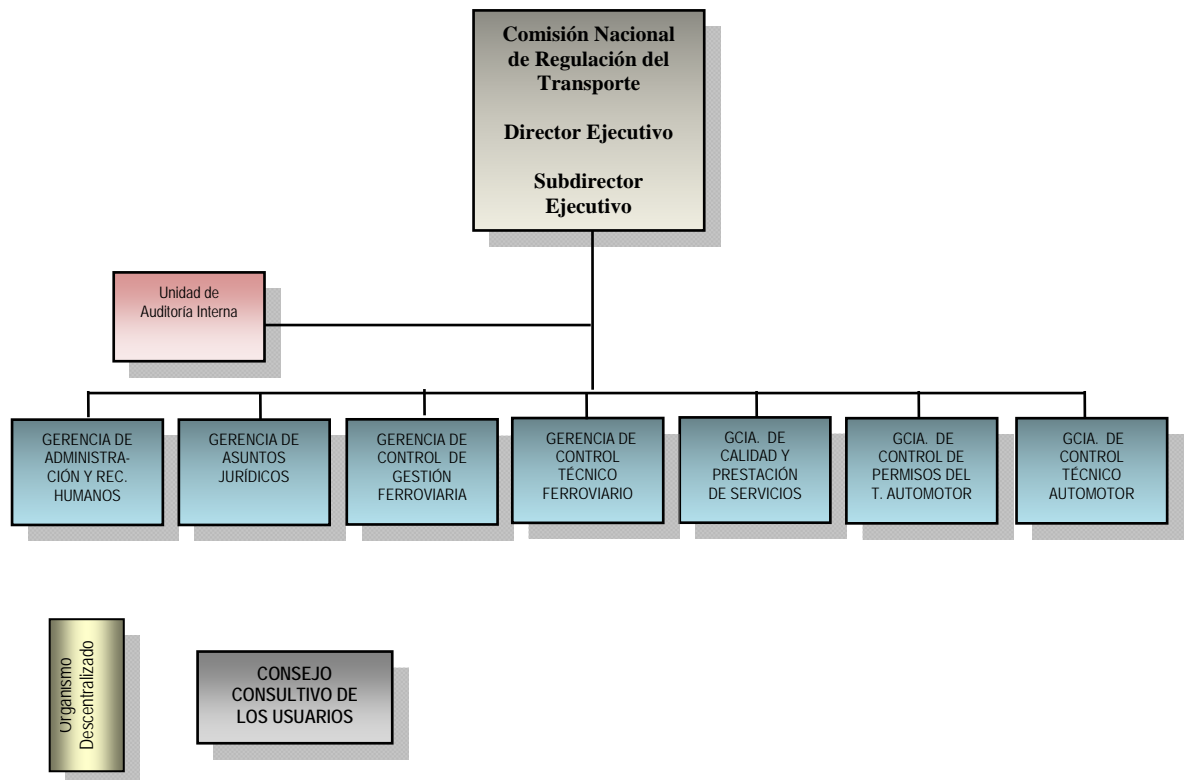 Comisión Nacional
de Regulación del
Transporte
Director Ejecutivo
Subdirector
Ejecutivo
Unidad de
Auditoría Interna
GERENCIA DE
ADMINISTRA-
CIÓN Y REC.
HUMANOS
GERENCIA DE
ASUNTOS
JURÍDICOS
GERENCIA DE
CONTROL DE
GESTIÓN
FERROVIARIA
GERENCIA DE
CONTROL
TÉCNICO
FERROVIARIO
GCIA. DE
CALIDAD Y
PRESTACIÓN
DE SERVICIOS
GCIA. DE
CONTROL DE
PERMISOS DEL
T. AUTOMOTOR
GCIA. DE
CONTROL
TÉCNICO
AUTOMOTOR
Organismo
Descentralizado
CONSEJO
CONSULTIVO DE
LOS USUARIOS